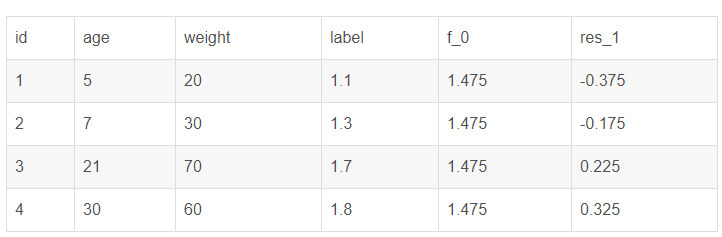 id age weight label f_0 res_1
1 5 20 1.1 1.475 -0.375
2 7 30 1.3 1.475 -0.175
3 21 70 1.7 1.475 0.225
4 30 60 1.8 1.475 0.325